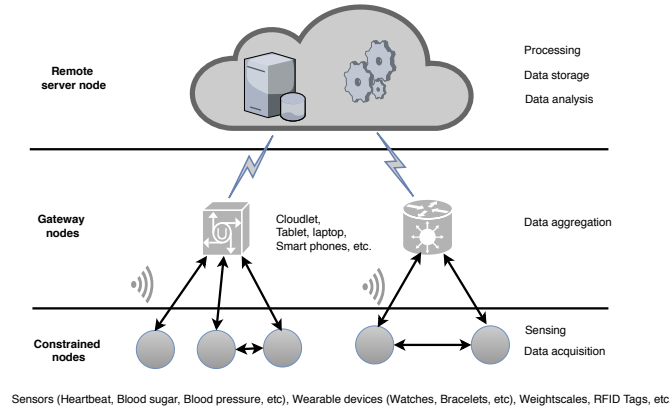 Remote
server node
Processing
Data storage
Data analysis
Gateway
nodes
Cloudlet,
Tablet, laptop,
Smart phones, etc.
Data aggregation
U
Constrained
nodes
Sensing
Data acquisition
Sensors (Heartbeat, Blood sugar, Blood pressure, etc), Wearable devices (Watches, Bracelets, etc), Weightscales, RFID Tags, etc